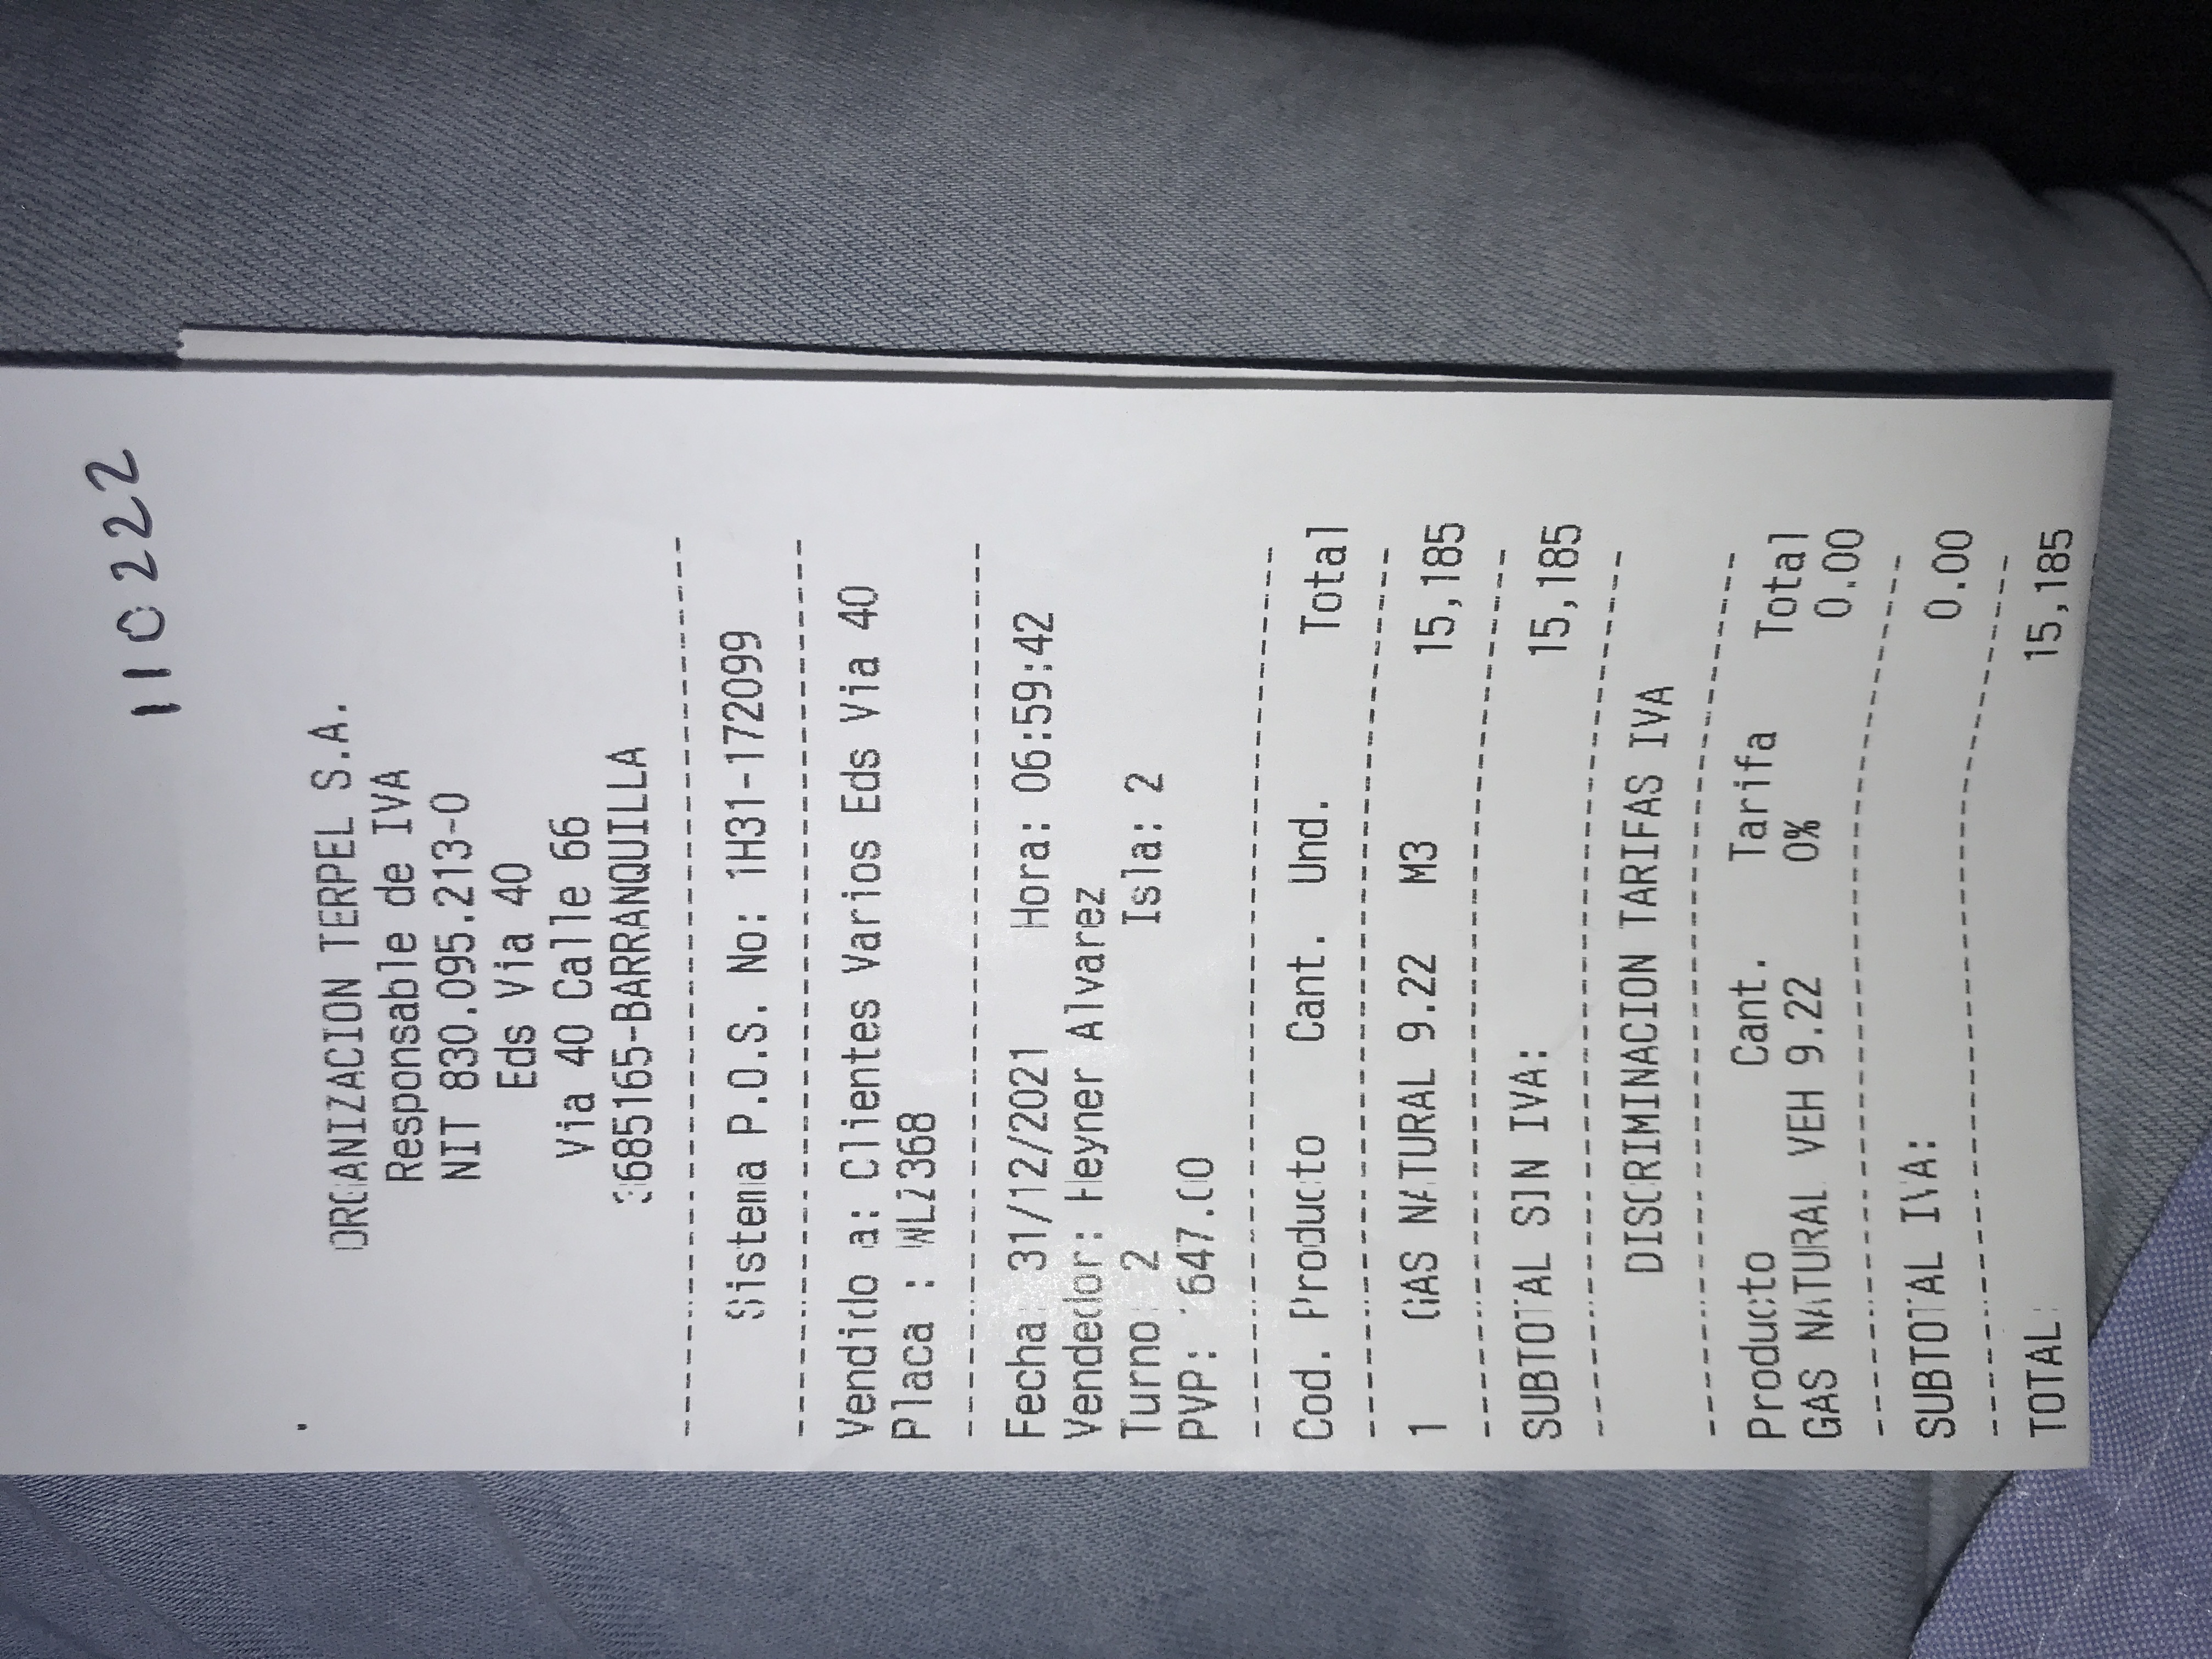 110222
ORGANIZACION TERPEL S.A.
Responsable de IVA
NIT 830.095.213-0
Eds Via 40
Via 40 Calle 66
3685165-BARRANQUILLA
Sistema P.O.S. No: 1H31-172099
Vendido a: Clientes Varios Eds Via 40
Placa :
Fecha: 31/12/2021 Hora: 06:59:42
Vendedor: Heyner Alvarez
Turno: 2 Isla: 2
PVP: 1647.00
Cod. Producto Cant. Und. Total
1 GAS NATURAL 9.22 M3 15,185
SUBTOTAL SIN IVA: 15,185
DISCRIMINACION TARIFAS IVA
Producto Cant. Tarifa Total
GAS NATURAL VEH 9.22 0% 0.00
SUBTOTAL IVA: 0.00
TOTAL: 15,185